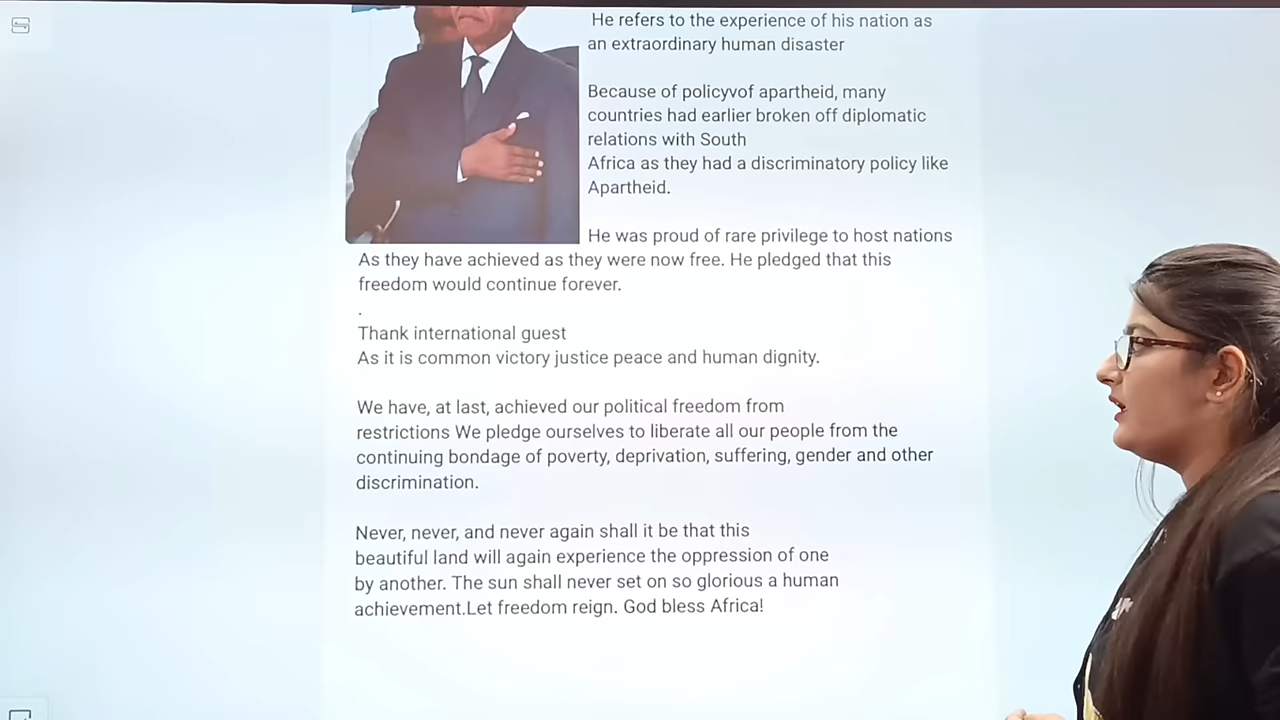 He refers to the experience of his nation as
an extraordinary human disaster
Because of policyvof apartheid, many
countries had earlier broken off diplomatic
relations with South
Africa as they had a discriminatory policy like
Apartheid.
He was proud of rare privilege to host nations
As they have achieved as they were now free. He pledged that this
freedom would continue forever.
.
Thank international guest
As it is common victory justice peace and human dignity.
We have, at last, achieved our political freedom from
restrictions We pledge ourselves to liberate all our people from the
continuing bondage of poverty, deprivation, suffering, gender and other
discrimination.
Never, never, and never again shall it be that this
beautiful land will again experience the oppression of one
by another. The sun shall never set on so glorious a human
achievement.Let freedom reign. God bless Africa!